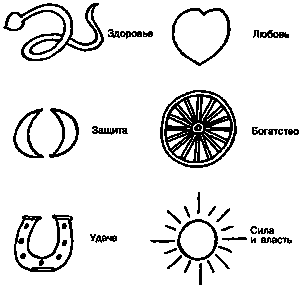 Здоровье
Любовь
Защита
Богатство
Удача
Сила
и власть